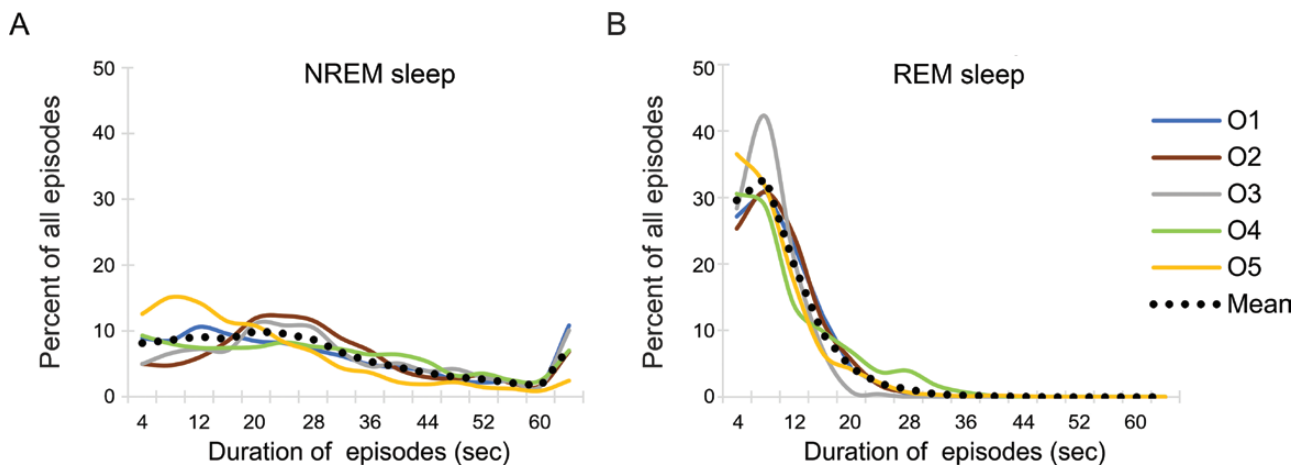 A
NREM sleep
Percent of all episodes
50
40
30
20
10
0
4 12 20 28 36 44 52 60
Duration of episodes (sec)
B
REM sleep
Percent of all episodes
50
40
30
20
10
0
4 12 20 28 36 44 52 60
Duration of episodes (sec)
O1
O2
O3
O4
O5
Mean